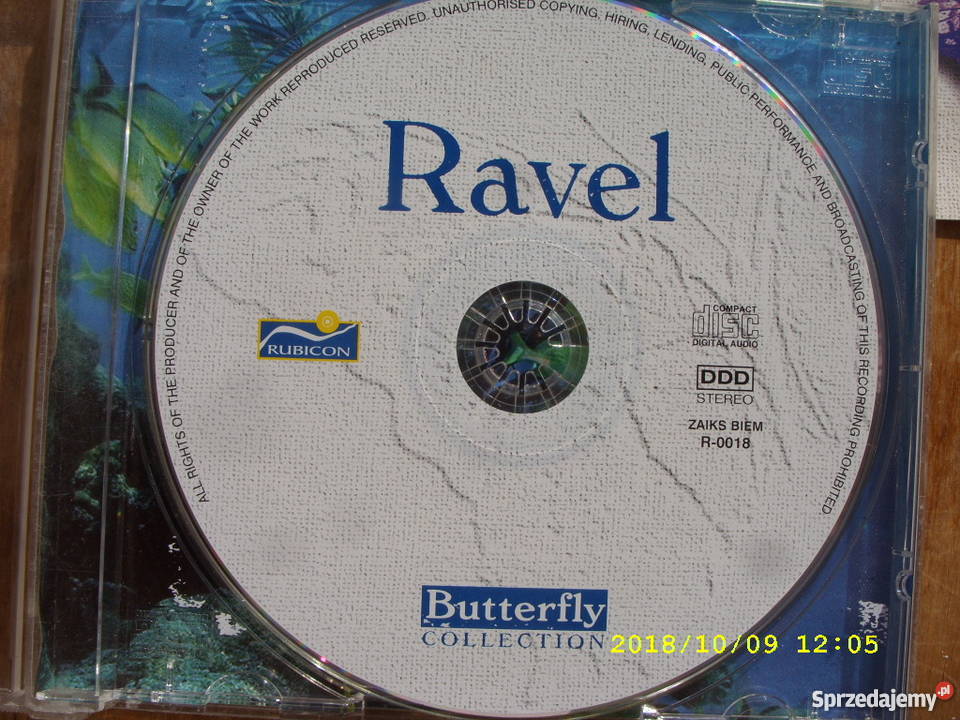 ALL RIGHTS OF THE PRODUCER AND OF THE OWNER OF THE WORK REPRODUCED RESERVED. UNAUTHORISED COPYING, HIRING, LENDING, PUBLIC PERFORMANCE AND BROADCASTING OF THIS RECORDING PROHIBITED
Ravel
RUBICON
COMPACT
disc
DIGITAL AUDIO
DDD
STEREO
ZAIKS BIEM
R-0018
Butterfly
COLLECTION
2018/10/09 12:05
Sprzedajemy.pl